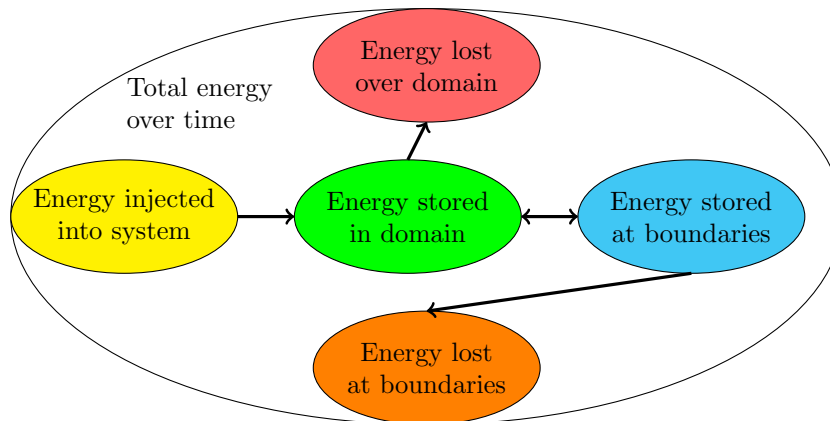 Energy lost
over domain
Total energy
over time
Energy injected
into system
Energy stored
in domain
Energy stored
at boundaries
Energy lost
at boundaries